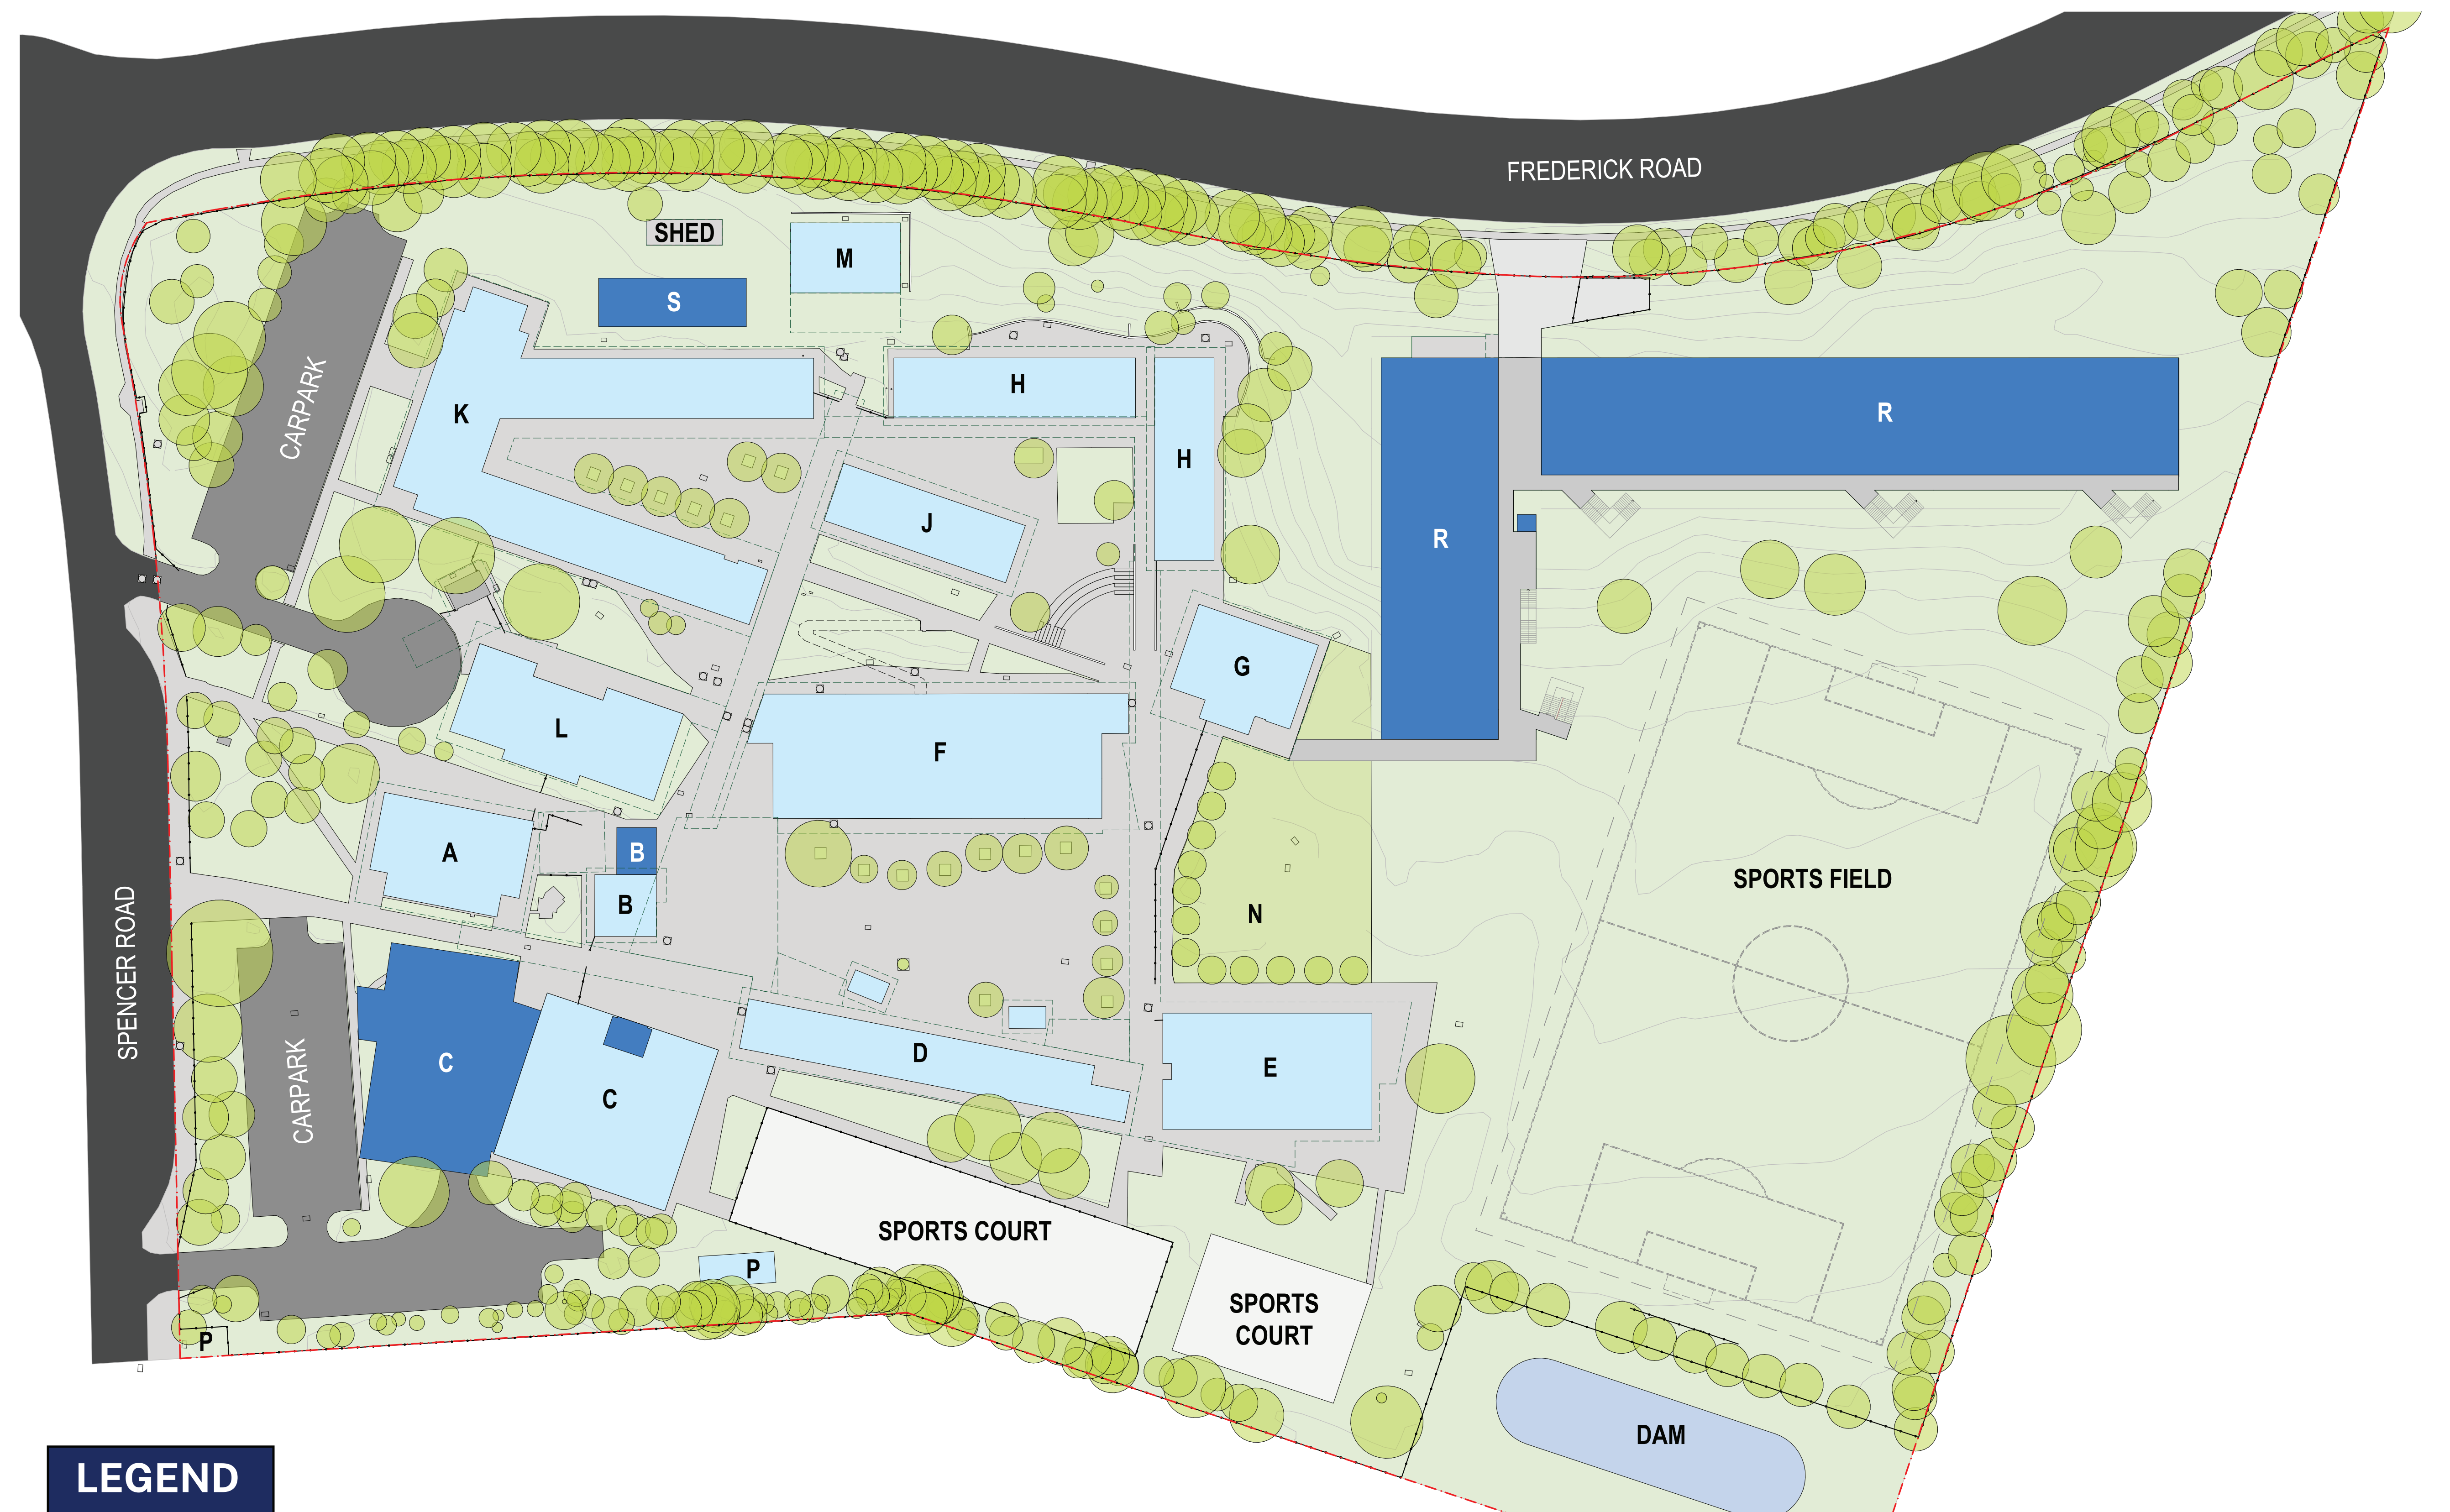 FREDERICK ROAD
SHED
M
S
CARPARK
K
H
R
H
J
R
G
L
F
A
B
B
SPENCER ROAD
SPORTS FIELD
N
C
D
E
C
CARPARK
SPORTS COURT
P
SPORTS
COURT
P
DAM
LEGEND